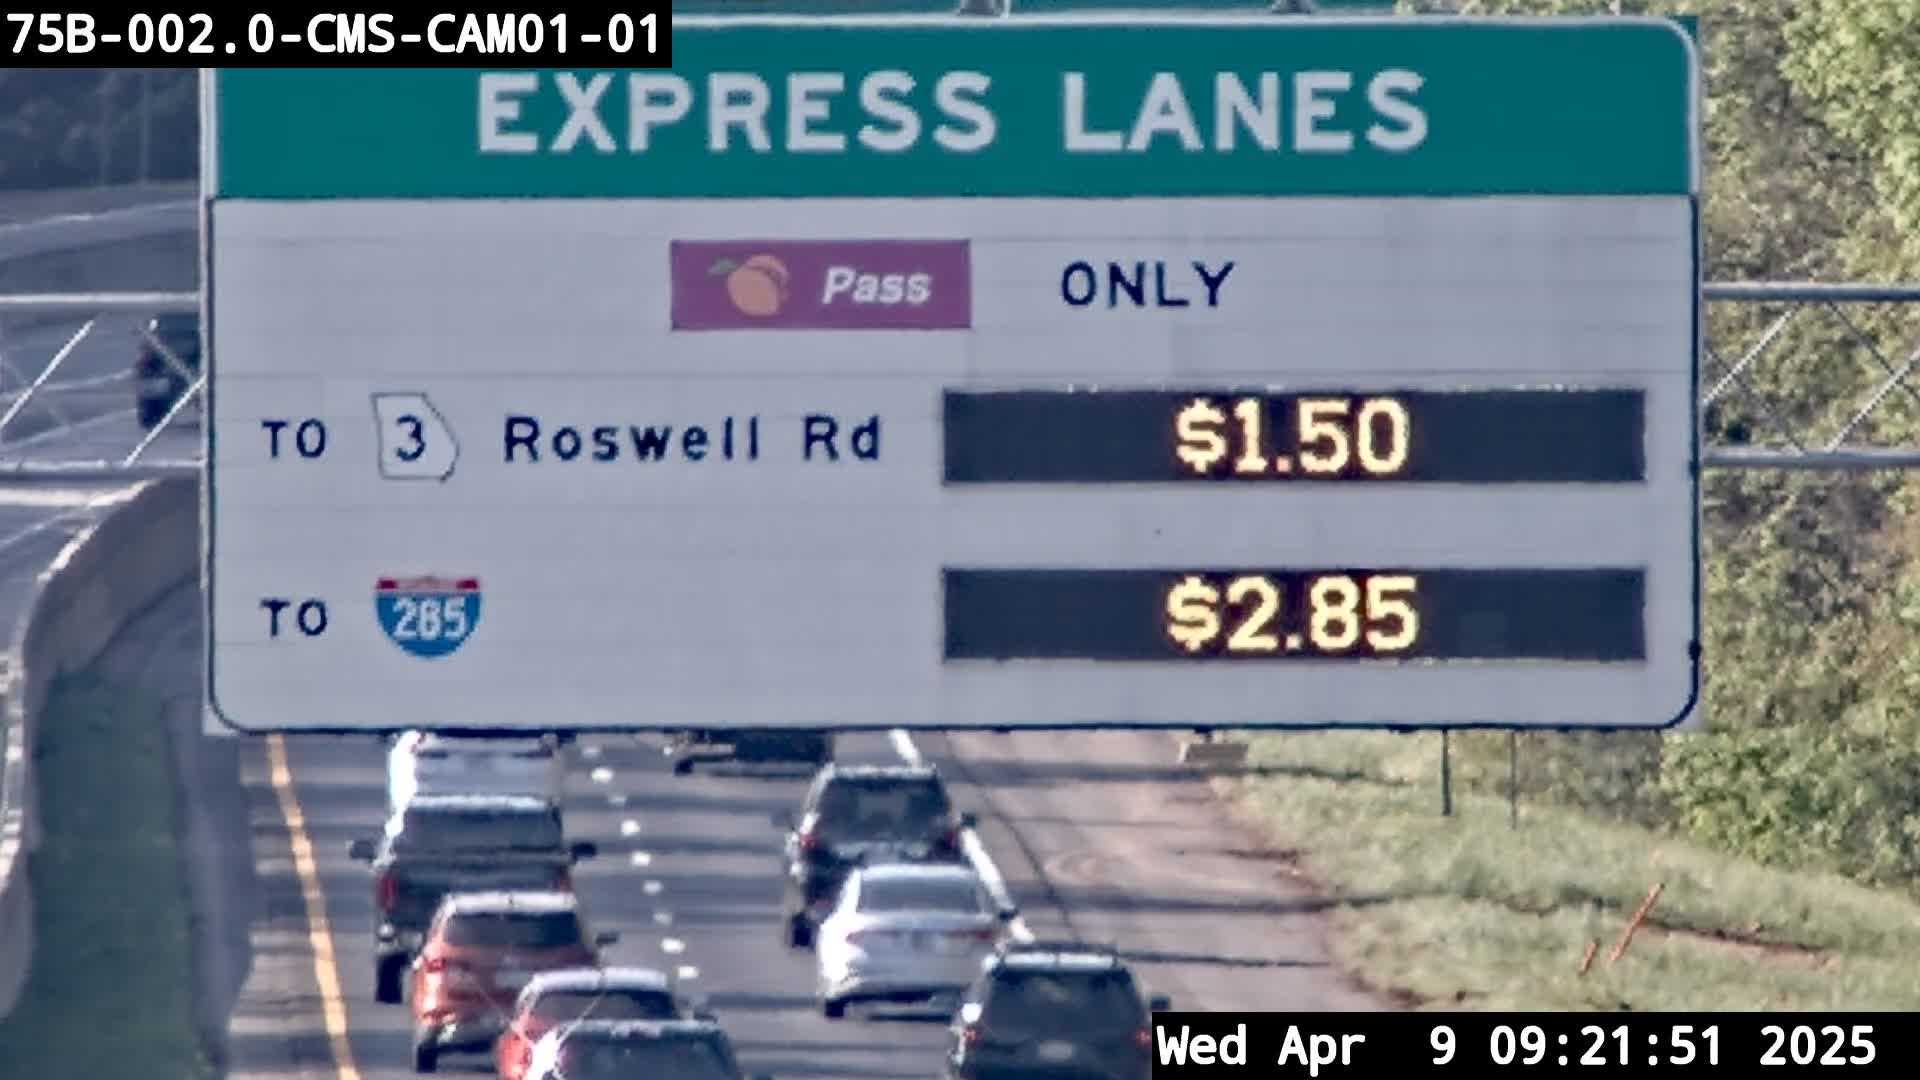 75B-002.0-CMS-CAM01-01
EXPRESS LANES
Pass ONLY
TO 3 Roswell Rd $1.50
TO 285 $2.85
Wed Apr 9 09:21:51 2025